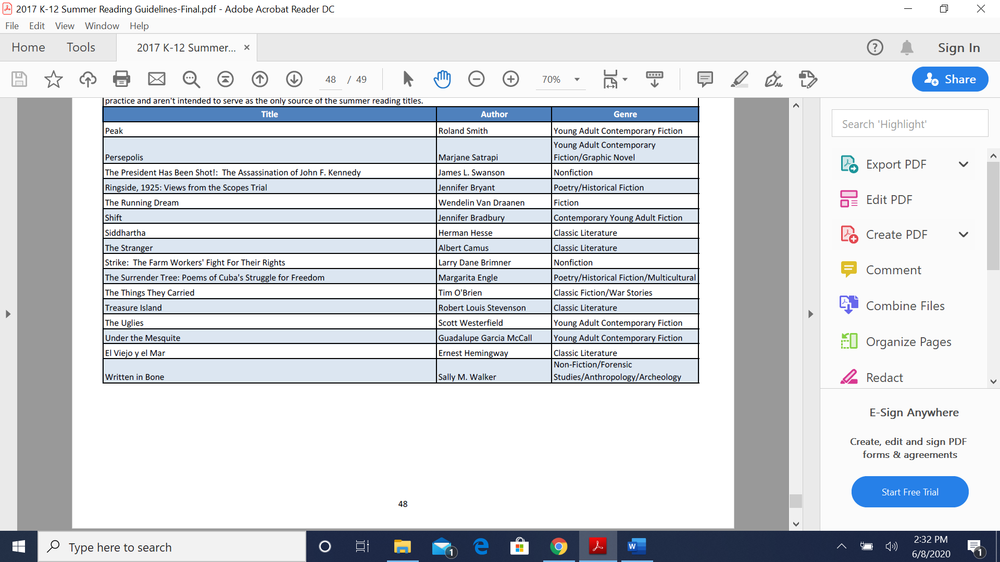 2017 K-12 Summer Reading Guidelines-Final.pdf - Adobe Acrobat Reader DC
File Edit View Window Help
Home Tools 2017 K-12 Summer... × ? Sign In
48 / 49 70% Share
practice and aren't intended to serve as the only source of the summer reading titles.
Title Author Genre
Peak Roland Smith Young Adult Contemporary Fiction
Young Adult Contemporary
Persepolis Marjane Satrapi Fiction/Graphic Novel
The President Has Been Shot!:  The Assassination of John F. Kennedy James L. Swanson Nonfiction
Ringside, 1925: Views from the Scopes Trial Jennifer Bryant Poetry/Historical Fiction
The Running Dream Wendelin Van Draanen Fiction
Shift Jennifer Bradbury Contemporary Young Adult Fiction
Siddhartha Herman Hesse Classic Literature
The Stranger Albert Camus Classic Literature
Strike:  The Farm Workers' Fight For Their Rights Larry Dane Brimner Nonfiction
The Surrender Tree: Poems of Cuba's Struggle for Freedom Margarita Engle Poetry/Historical Fiction/Multicultural
The Things They Carried Tim O'Brien Classic Fiction/War Stories
Treasure Island Robert Louis Stevenson Classic Literature
The Uglies Scott Westerfield Young Adult Contemporary Fiction
Under the Mesquite Guadalupe Garcia McCall Young Adult Contemporary Fiction
El Viejo y el Mar Ernest Hemingway Classic Literature
Non-Fiction/Forensic
Written in Bone Sally M. Walker Studies/Anthropology/Archeology
48
Search 'Highlight'
Export PDF
Edit PDF
Create PDF
Comment
Combine Files
Organize Pages
Redact
E-Sign Anywhere
Create, edit and sign PDF
forms & agreements
Start Free Trial
Type here to search
1
W
2:32 PM
6/8/2020
1